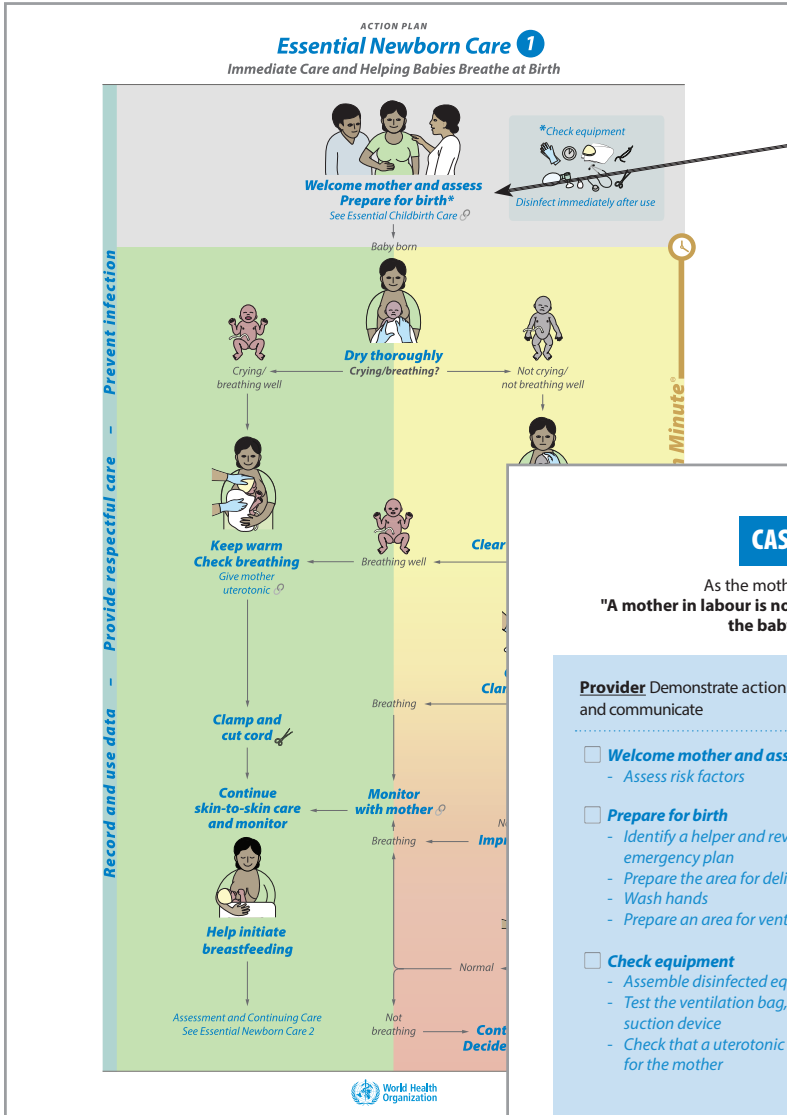 ACTION PLAN
Essential Newborn Care 1
Immediate Care and Helping Babies Breathe at Birth
*Check equipment
Disinfect immediately after use
Welcome mother and assess
Prepare for birth*
See Essential Childbirth Care
Baby born
Dry thoroughly
Crying/breathing?
Crying/
breathing well
Not crying/
not breathing well
Minute®
Keep warm
Check breathing
Give mother
uterotonic
Breathing well
Clear
Clamp and
cut cord
Breathing
Clam
Continue
skin-to-skin care
and monitor
Monitor
with mother
Breathing
Impr
Help initiate
breastfeeding
Normal
Assessment and Continuing Care
See Essential Newborn Care 2
Not
breathing
Cont
Decide
Record and use data – Provide respectful care – Prevent infection
World Health
Organization
CAS
As the moth
"A mother in labour is no
the bab
Provider Demonstrate action
and communicate
Welcome mother and ass
- Assess risk factors
Prepare for birth
- Identify a helper and rev
emergency plan
- Prepare the area for deli
- Wash hands
- Prepare an area for vent
Check equipment
- Assemble disinfected eq
- Test the ventilation bag,
suction device
- Check that a uterotonic
for the mother